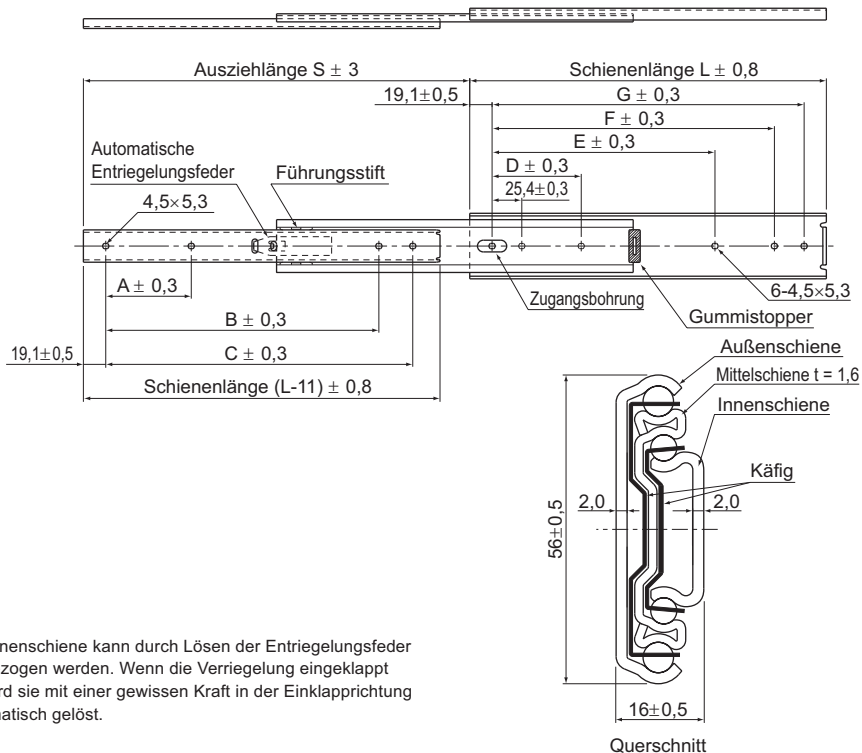 Ausziehlänge S ± 3
Schienenlänge L ± 0,8
19,1±0,5
G ± 0,3
F ± 0,3
E ± 0,3
Automatische
Entriegelungsfeder
Führungsstift
D ± 0,3
25,4±0,3
4,5×5,3
A ± 0,3
Zugangsbohrung
6-4,5×5,3
B ± 0,3
Gummistopper
19,1±0,5
C ± 0,3
Außenschiene
Schienenlänge (L-11) ± 0,8
Mittelschiene t = 1,6
Innenschiene
Käfig
2,0
2,0
56±0,5
nnenschiene kann durch Lösen der Entriegelungsfeder
zogen werden. Wenn die Verriegelung eingeklappt
rd sie mit einer gewissen Kraft in der Einklapprichtung
matisch gelöst.
16±0,5
Querschnitt